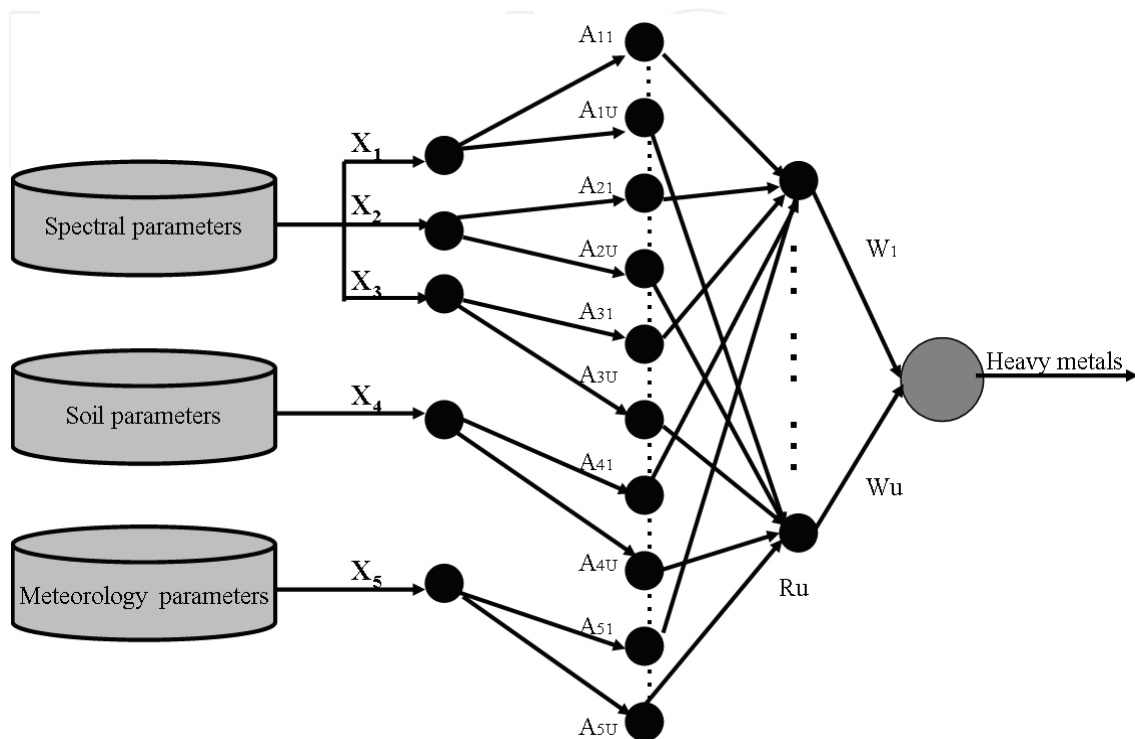 A11
A1U
X1
A21
Spectral parameters
X2
A2U
W1
X3
A31
Heavy metals
A3U
Soil parameters
X4
A41
Wu
A4U
X5
Ru
Meteorology parameters
A51
A5U